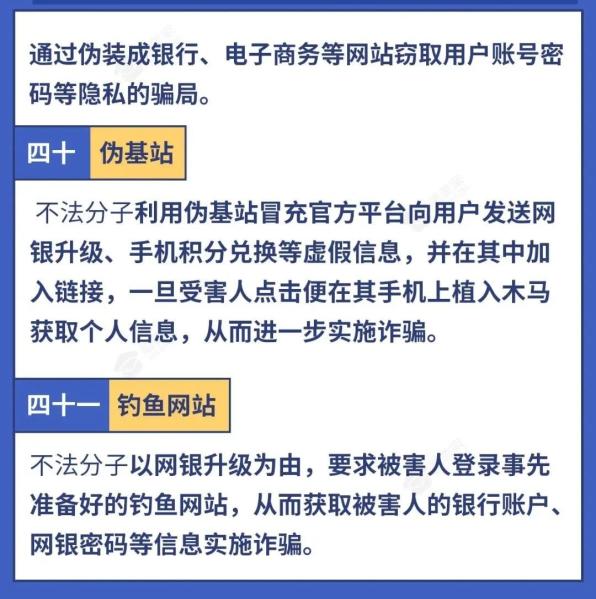 通过伪装成银行、电子商务等网站窃取用户账号密
码等隐私的骗局。
四十 伪基站
不法分子利用伪基站冒充官方平台向用户发送网
银升级、手机积分兑换等虚假信息，并在其中加
入链接，一旦受害人点击便在其手机上植入木马
获取个人信息，从而进一步实施诈骗。
四十一 钓鱼网站
不法分子以网银升级为由，要求被害人登录事先
准备好的钓鱼网站，从而获取被害人的银行账户、
网银密码等信息实施诈骗。